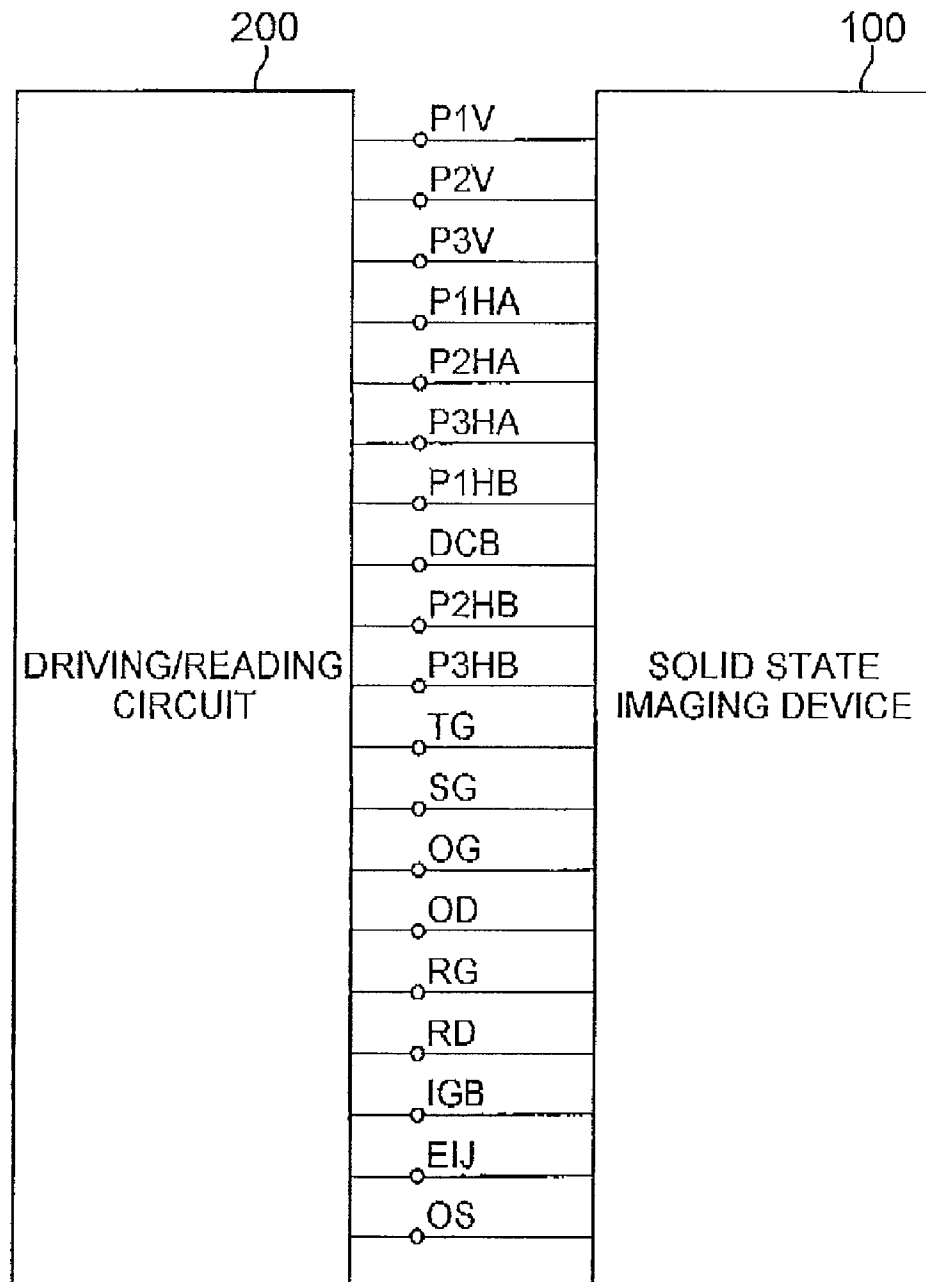 200
100
P1V
P2V
P3V
P1HA
P2HA
P3HA
P1HB
DCB
P2HB
P3HB
DRIVING/READING
CIRCUIT
SOLID STATE
IMAGING DEVICE
TG
SG
OG
OD
RG
RD
IGB
EIJ
OS